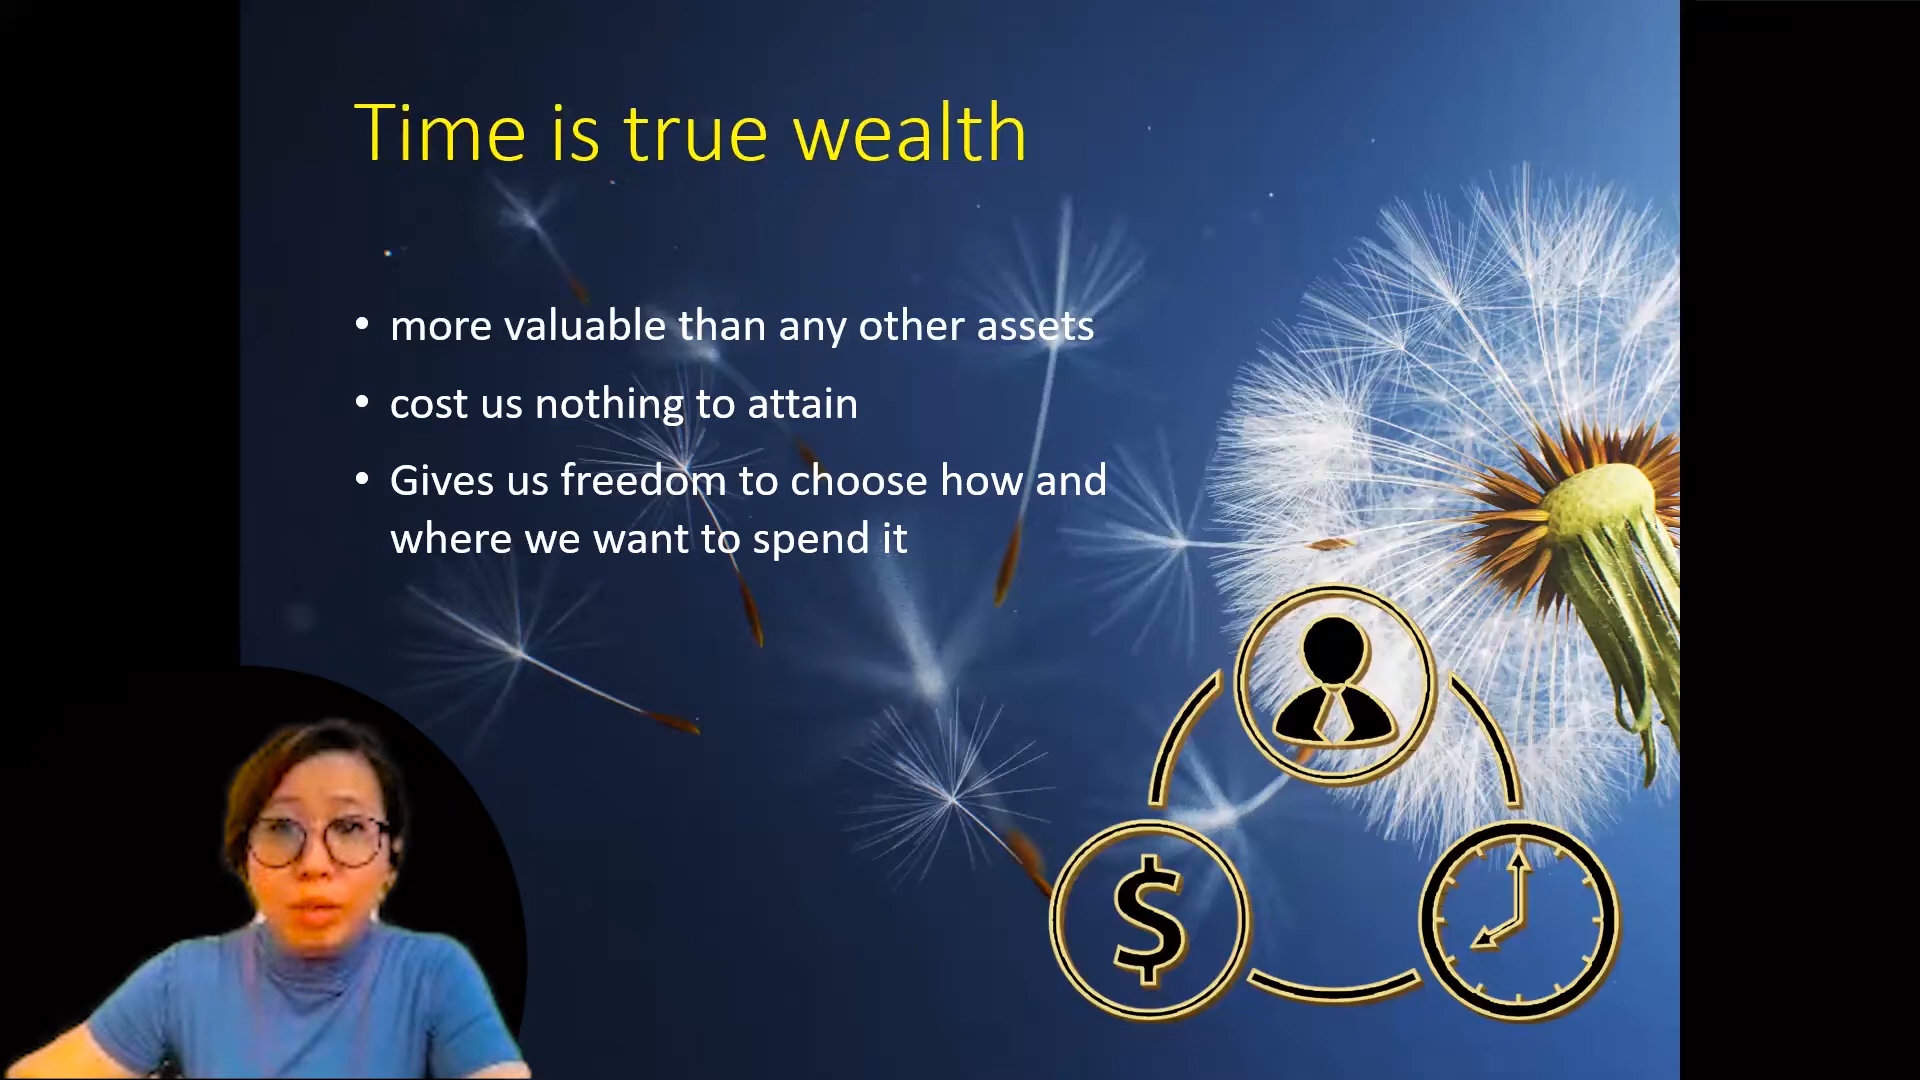 Time is true wealth
• more valuable than any other assets
• cost us nothing to attain
• Gives us freedom to choose how and
where we want to spend it
$